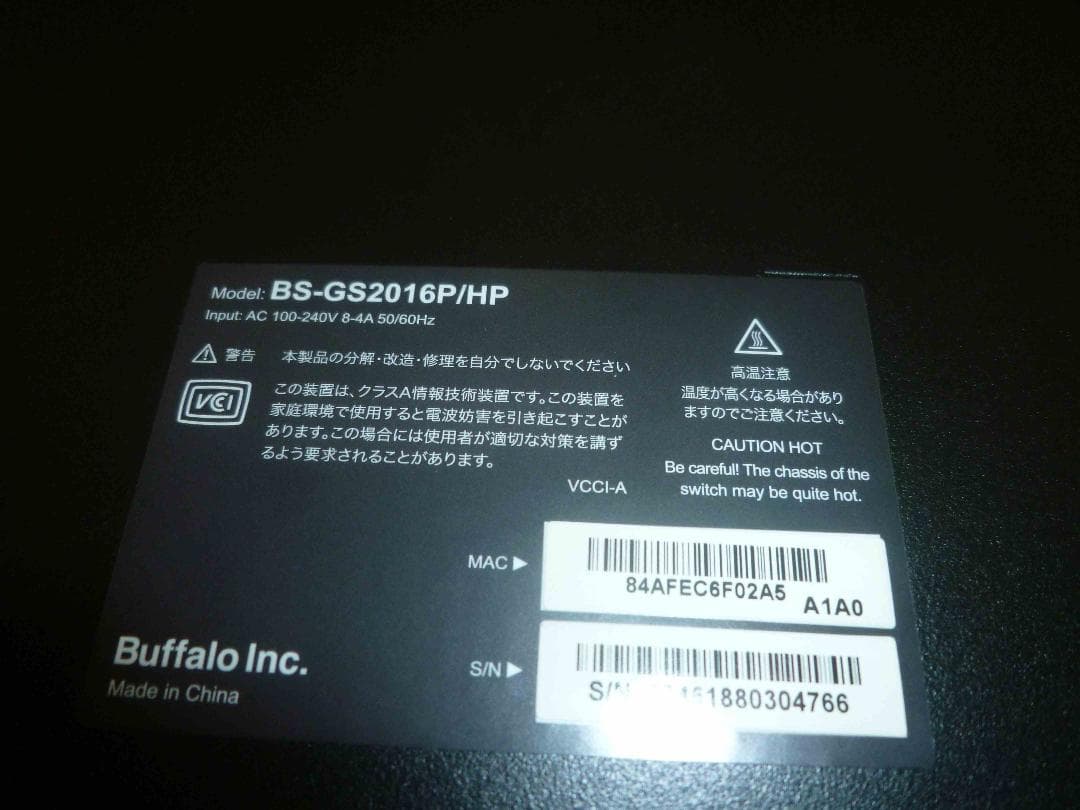 Model: BS-GS2016P/HP
Input: AC 100-240V 8-4A 50/60Hz
警告 本製品の分解・改造・修理を自分でしないでください
VCCI
この装置は、クラスA情報技術装置です。この装置を
家庭環境で使用すると電波妨害を引き起こすことが
あります。この場合には使用者が適切な対策を講ず
るよう要求されることがあります。
VCCI-A
高温注意
温度が高くなる場合があり
ますのでご注意ください。
CAUTION HOT
Be careful! The chassis of the
switch may be quite hot.
MAC ▶
84AFEC6F02A5
A1A0
S/N ▶
S/N
Buffalo Inc.
Made in China